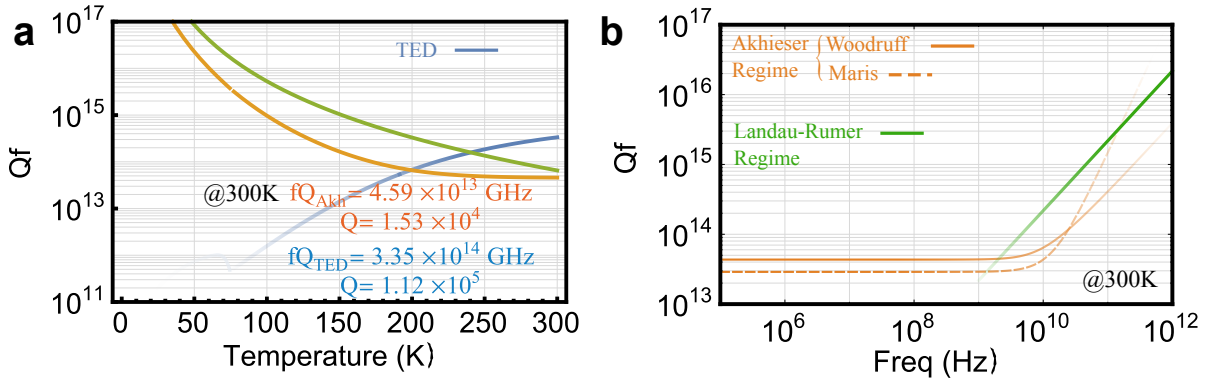 a
Qf
10^17
10^15
10^13
10^11
TED
@300K
fQ_Akh= 4.59 ×10^13 GHz
Q= 1.53 ×10^4
fQ_TED= 3.35 ×10^14 GHz
Q= 1.12 ×10^5
0 50 100 150 200 250 300
Temperature (K)
b
Qf
10^17
10^16
10^15
10^14
10^13
Akhieser { Woodruff
Regime Maris
Landau-Rumer
Regime
@300K
10^6 10^8 10^10 10^12
Freq (Hz)